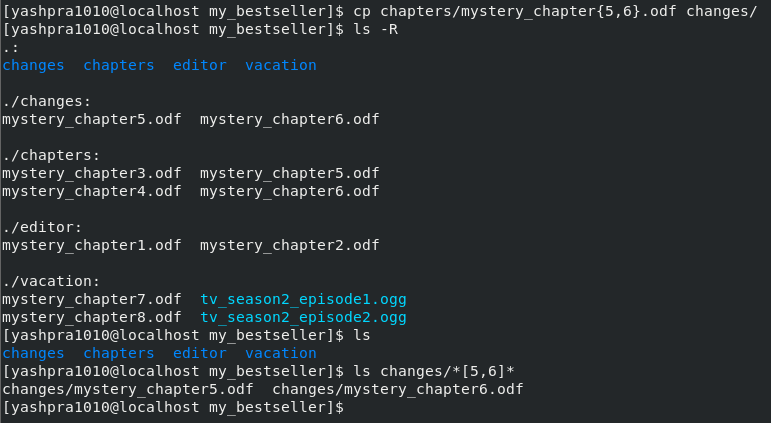 [yashpra1010@localhost my_bestseller]$ cp chapters/mystery_chapter{5,6}.odf changes/
[yashpra1010@localhost my_bestseller]$ ls -R
.:
changes  chapters  editor  vacation

./changes:
mystery_chapter5.odf  mystery_chapter6.odf

./chapters:
mystery_chapter3.odf  mystery_chapter5.odf
mystery_chapter4.odf  mystery_chapter6.odf

./editor:
mystery_chapter1.odf  mystery_chapter2.odf

./vacation:
mystery_chapter7.odf  tv_season2_episode1.ogg
mystery_chapter8.odf  tv_season2_episode2.ogg
[yashpra1010@localhost my_bestseller]$ ls
changes  chapters  editor  vacation
[yashpra1010@localhost my_bestseller]$ ls changes/*[5,6]*
changes/mystery_chapter5.odf  changes/mystery_chapter6.odf
[yashpra1010@localhost my_bestseller]$